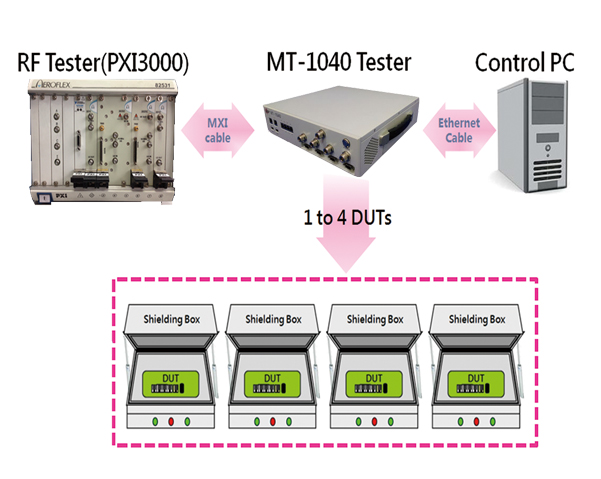 RF Tester(PXI3000)
MT-1040 Tester
Control PC
AEROFLEX
82531
MXI
cable
Ethernet
Cable
PXI
1 to 4 DUTs
Shielding Box
Shielding Box
Shielding Box
Shielding Box
DUT
DUT
DUT
DUT